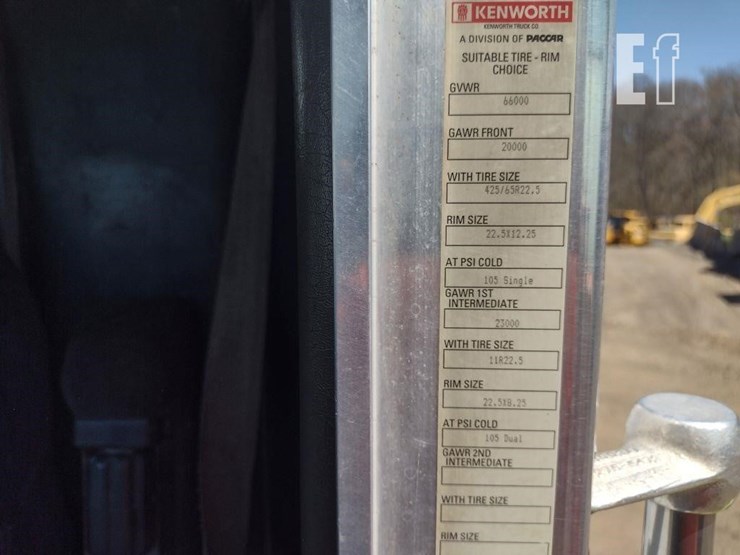 KENWORTH
KENWORTH TRUCK CO
A DIVISION OF PACCAR
SUITABLE TIRE - RIM
CHOICE
GVWR
66000
GAWR FRONT
20000
WITH TIRE SIZE
425/65R22.5
RIM SIZE
22.5X12.25
AT PSI COLD
105 Single
GAWR 1ST
INTERMEDIATE
23000
WITH TIRE SIZE
11R22.5
RIM SIZE
22.5X8.25
AT PSI COLD
105 Dual
GAWR 2ND
INTERMEDIATE
WITH TIRE SIZE
RIM SIZE
Ef